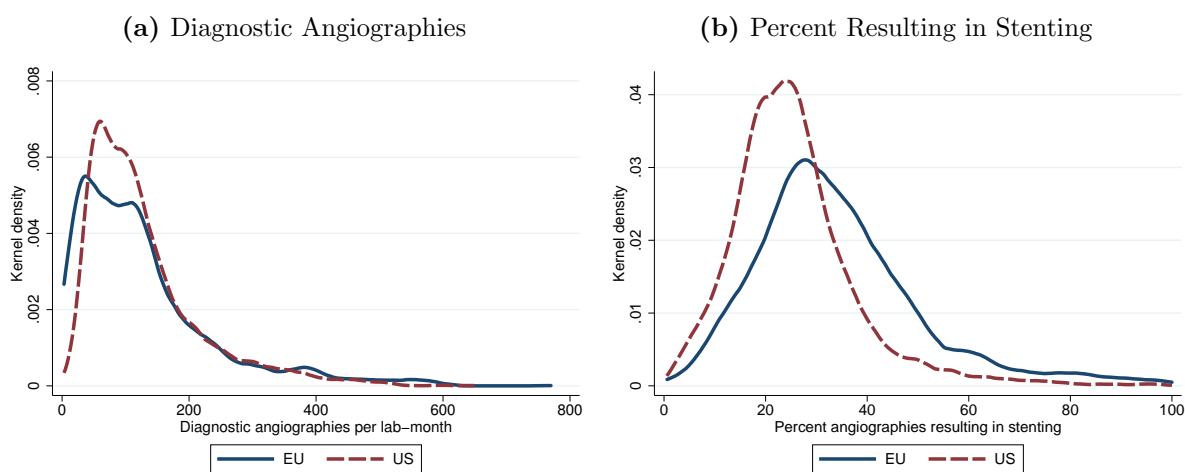 (a) Diagnostic Angiographies
Kernel density
0
.002
.004
.006
.008
0
200
400
600
800
Diagnostic angiographies per lab−month
EU
US
(b) Percent Resulting in Stenting
Kernel density
0
.01
.02
.03
.04
0
20
40
60
80
100
Percent angiographies resulting in stenting
EU
US